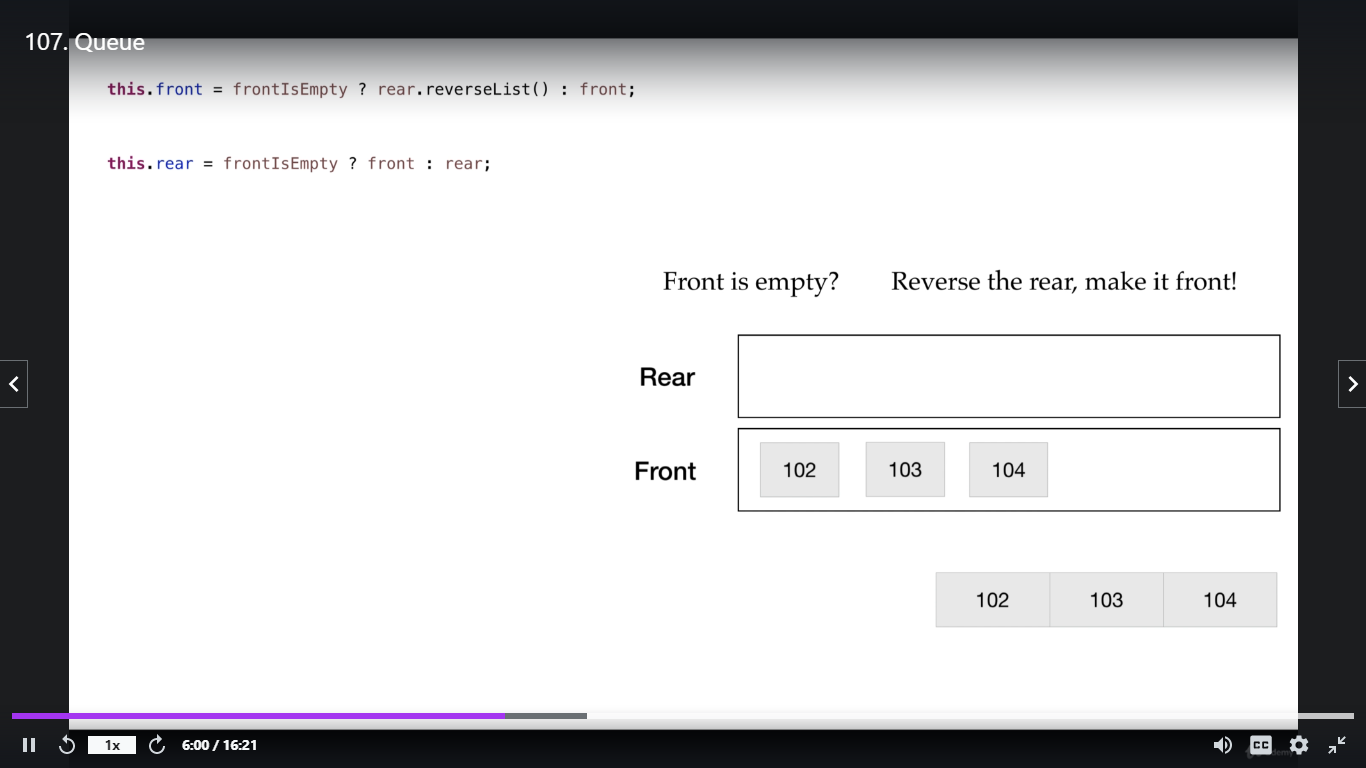 107. Queue
this.front = frontIsEmpty ? rear.reverseList() : front;
this.rear = frontIsEmpty ? front : rear;
Front is empty? Reverse the rear, make it front!
Rear
Front 102 103 104
102 103 104
1x 6:00 / 16:21 CC